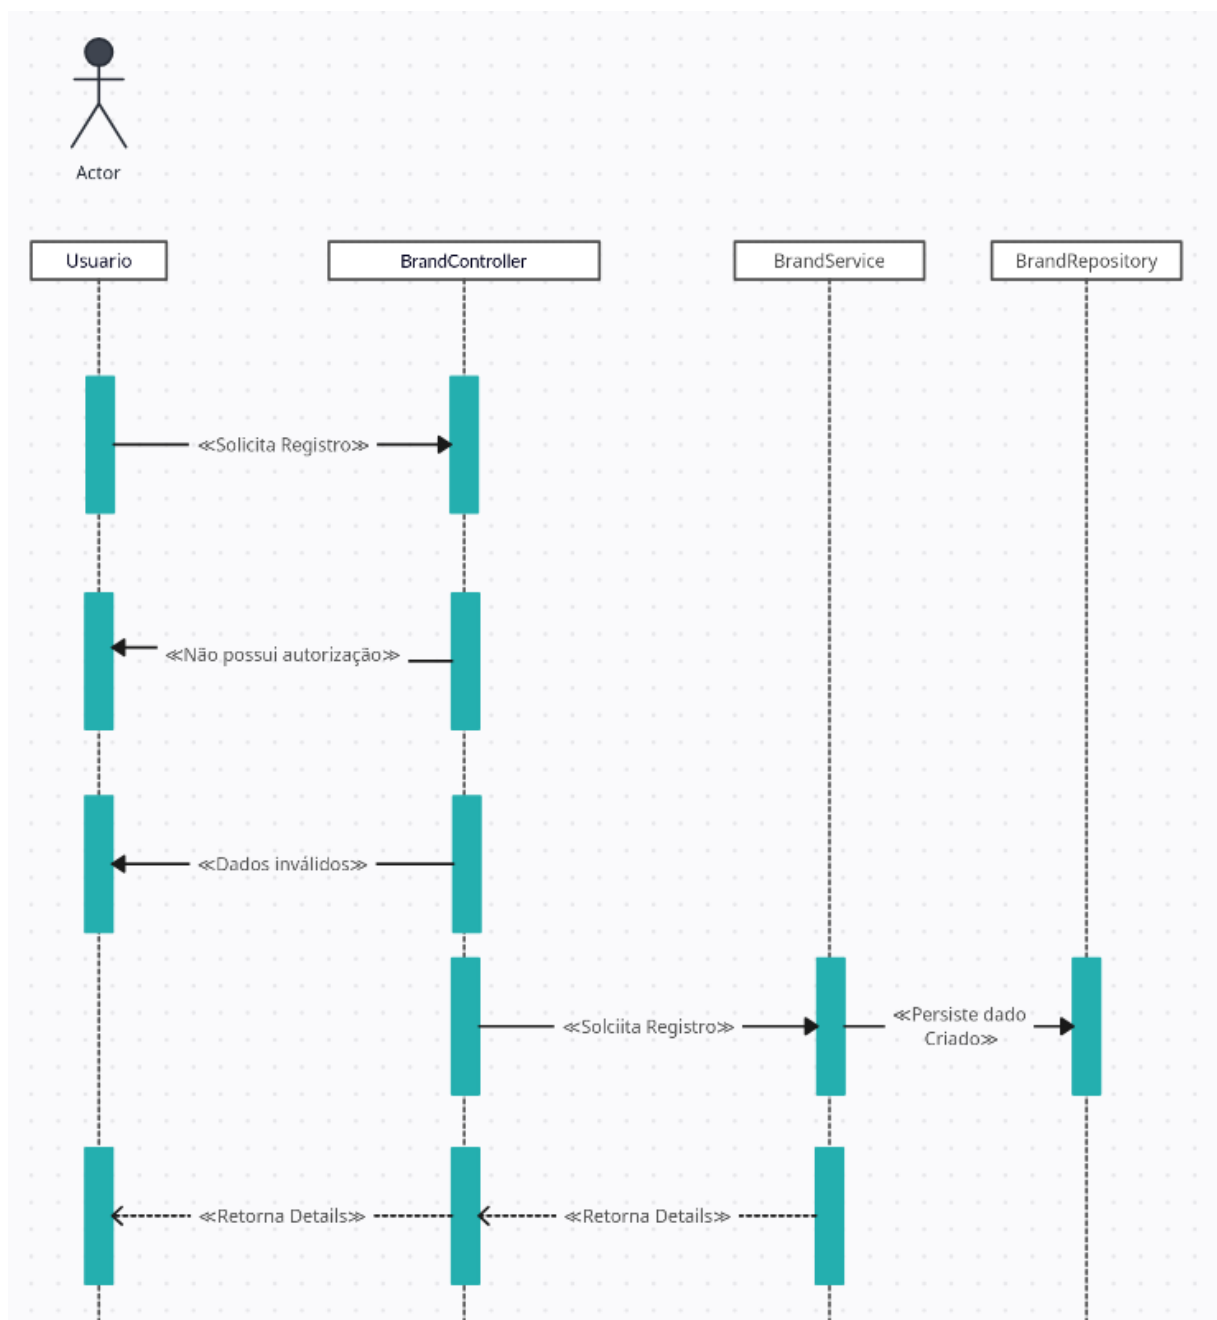 Actor
Usuario
BrandController
BrandService
BrandRepository
≪Solicita Registro≫
≪Não possui autorização≫
≪Dados inválidos≫
≪Solciita Registro≫
≪Persiste dado
Criado≫
≪Retorna Details≫
≪Retorna Details≫